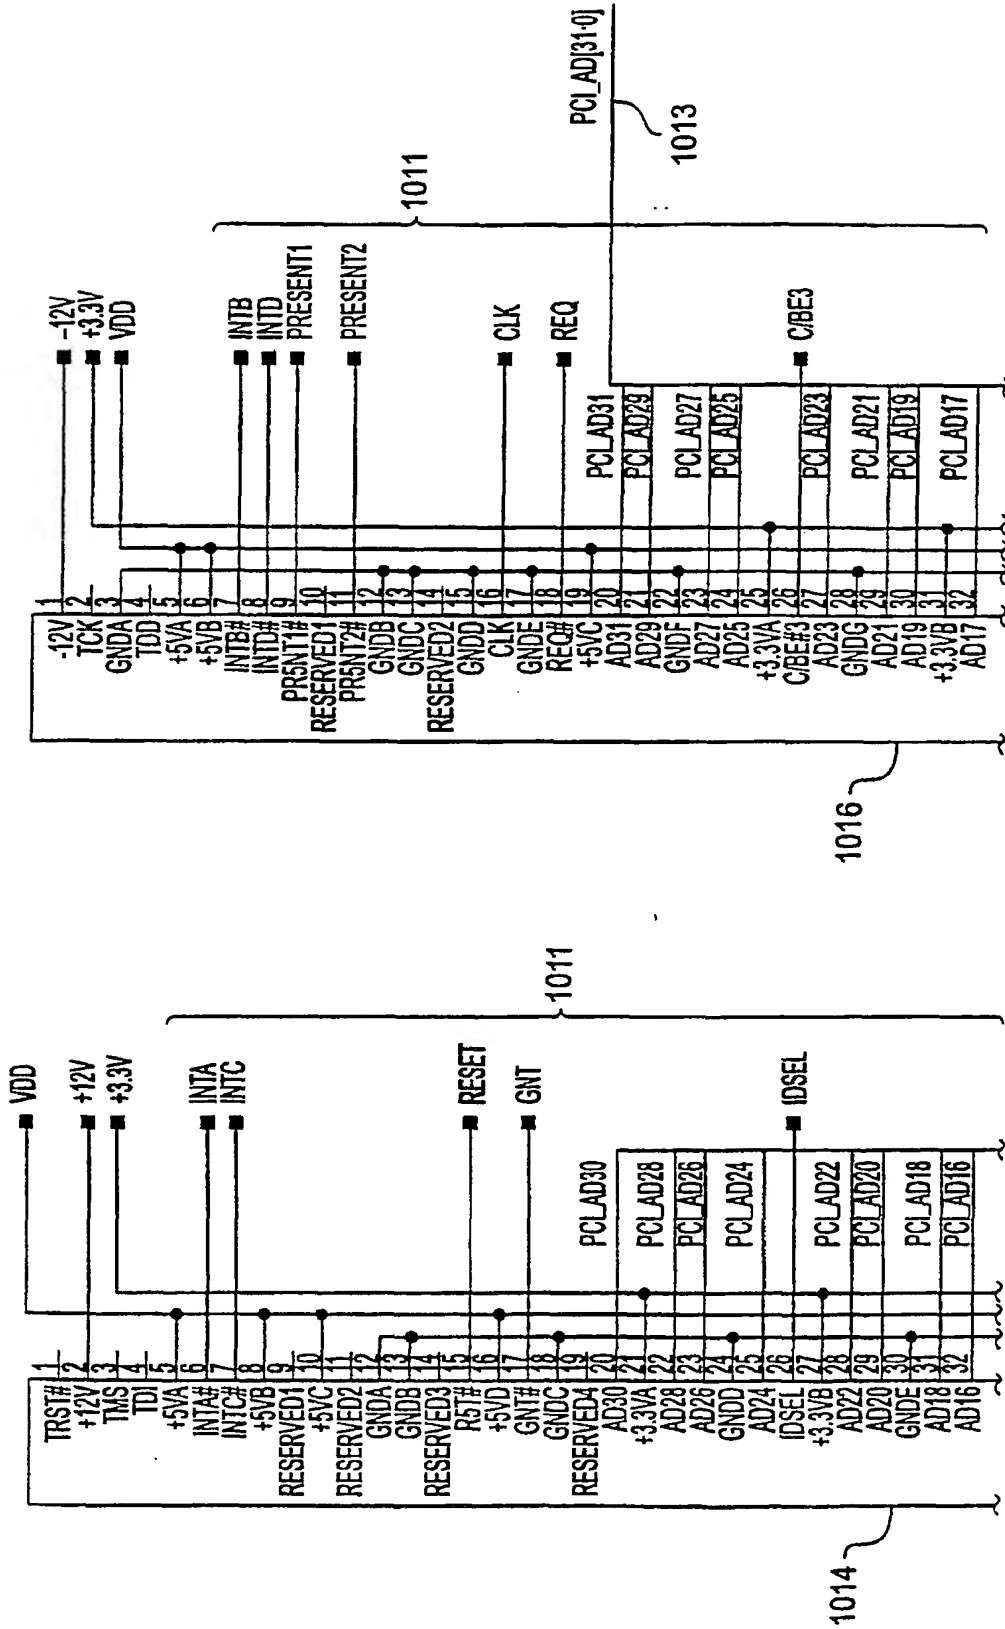 -12V
+3.3V
VDD
INTB
INTD
PRESENT1
PRESENT2
CLK
REQ
C/BE3
1011
PCI_AD[31-0]
1013
PCI_AD31
PCI_AD29
PCI_AD27
PCI_AD25
PCI_AD23
PCI_AD21
PCI_AD19
PCI_AD17
1 -12V
2 TCK
3 GNDA
4 TDD
5 +5VA
6 +5VB
7 INTB#
8 INTD#
9 PR5NT1#
10 RESERVED1
11 PR5NT2#
12 GNDB
13 GNDC
14 RESERVED2
15 GNDD
16 CLK
17 GNDE
18 REQ#
19 +5VC
20 AD31
21 AD29
22 GNDF
23 AD27
24 AD25
25 +3.3VA
26 C/BE#3
27 AD23
28 GNDG
29 AD21
30 AD19
31 +3.3VB
32 AD17
1016
VDD
+12V
+3.3V
INTA
INTC
RESET
GNT
IDSEL
1011
PCI_AD30
PCI_AD28
PCI_AD26
PCI_AD24
PCI_AD22
PCI_AD20
PCI_AD18
PCI_AD16
1 TRST#
2 +12V
3 TMS
4 TDI
5 +5VA
6 INTA#
7 INTC#
8 +5VB
9 RESERVED1
10 +5VC
11 RESERVED2
12 GNDA
13 GNDB
14 RESERVED3
15 R5T#
16 +5VD
17 GNT#
18 GNDC
19 RESERVED4
20 AD30
21 +3.3VA
22 AD28
23 AD26
24 GNDD
25 AD24
26 IDSEL
27 +3.3VB
28 AD22
29 AD20
30 GNDE
31 AD18
32 AD16
1014